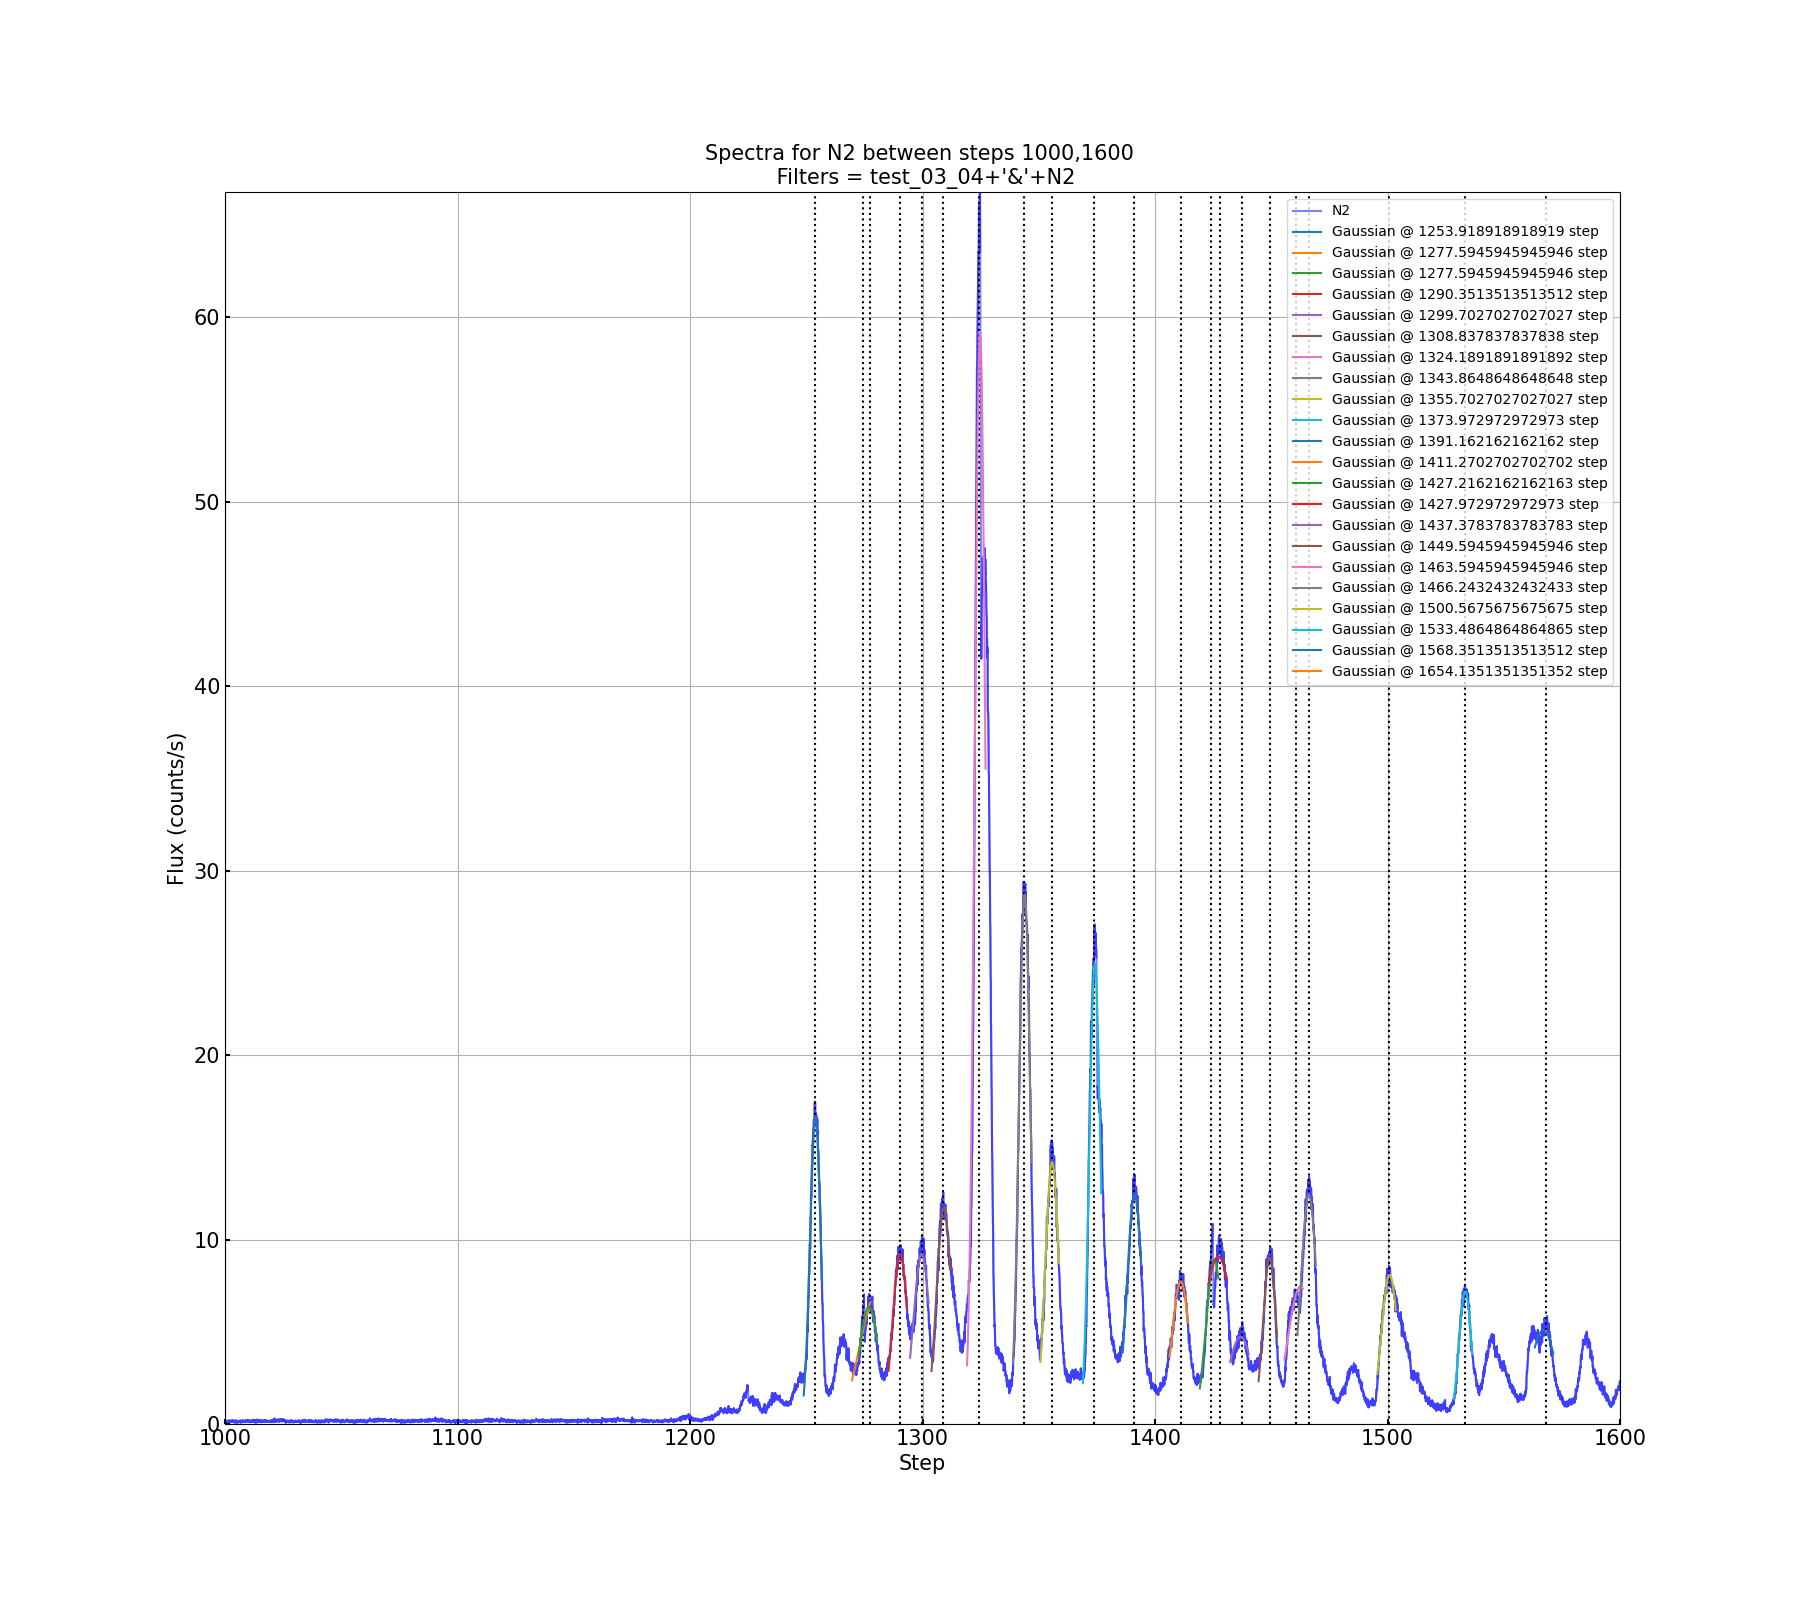 Spectra for N2 between steps 1000,1600
Filters = test_03_04+'&'+N2
N2
Gaussian @ 1253.918918918919 step
Gaussian @ 1277.5945945945946 step
Gaussian @ 1277.5945945945946 step
Gaussian @ 1290.3513513513512 step
Gaussian @ 1299.7027027027027 step
Gaussian @ 1308.837837837838 step
Gaussian @ 1324.1891891891892 step
Gaussian @ 1343.8648648648648 step
Gaussian @ 1355.7027027027027 step
Gaussian @ 1373.972972972973 step
Gaussian @ 1391.162162162162 step
Gaussian @ 1411.2702702702702 step
Gaussian @ 1427.2162162162163 step
Gaussian @ 1427.972972972973 step
Gaussian @ 1437.3783783783783 step
Gaussian @ 1449.5945945945946 step
Gaussian @ 1463.5945945945946 step
Gaussian @ 1466.2432432432433 step
Gaussian @ 1500.5675675675675 step
Gaussian @ 1533.4864864864865 step
Gaussian @ 1568.3513513513512 step
Gaussian @ 1654.1351351351352 step
Flux (counts/s)
60
50
40
30
20
10
0
1000 1100 1200 1300 1400 1500 1600
Step